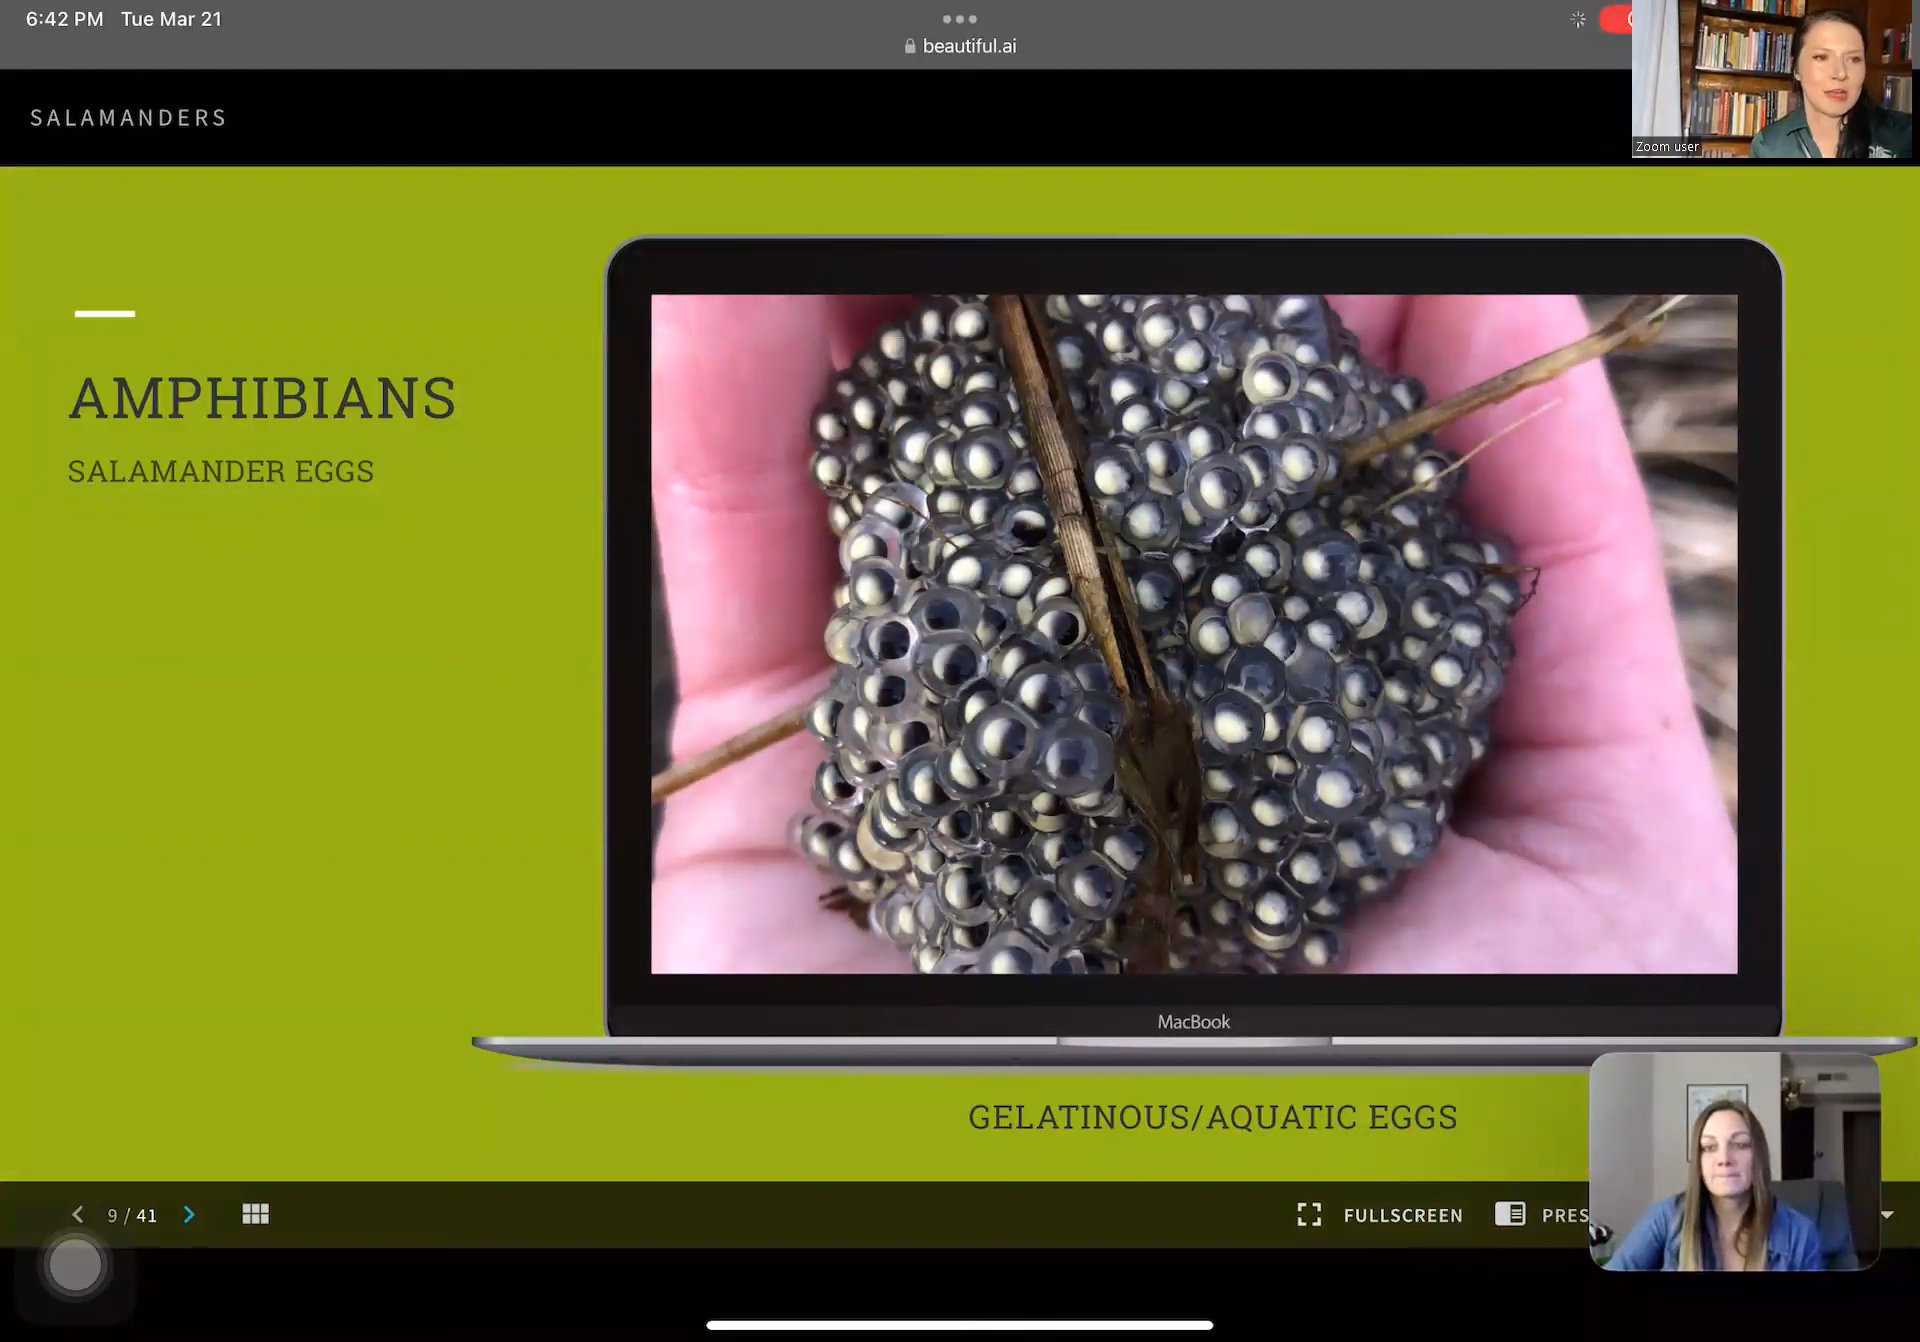 6:42 PM Tue Mar 21
beautiful.ai
Zoom user
SALAMANDERS
AMPHIBIANS
SALAMANDER EGGS
MacBook
GELATINOUS/AQUATIC EGGS
9 / 41
FULLSCREEN
PRES